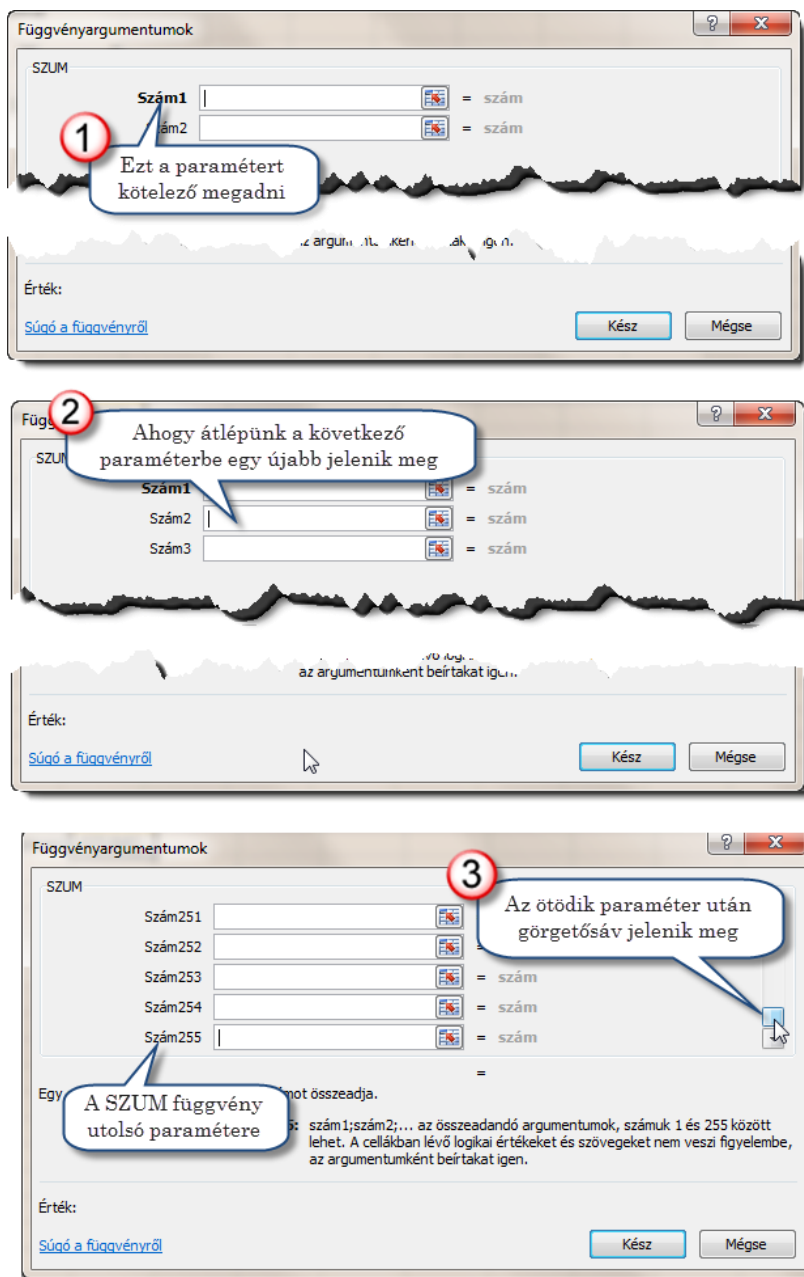 Függvényargumentumok
SZUM
Szám1 = szám
ám2 = szám
1
Ezt a paramétert
kötelező megadni
Érték:
Súgó a függvényről
Kész Mégse
2
Ahogy átlépünk a következő
paraméterbe egy újabb jelenik meg
Szám1 = szám
Szám2 = szám
Szám3 = szám
az argumentumként beírtakat igen.
Érték:
Súgó a függvényről
Kész Mégse
Függvényargumentumok
3
SZUM
Az ötödik paraméter után
görgetősáv jelenik meg
Szám251
Szám252 =
Szám253 = szám
Szám254 = szám
Szám255 = szám
=
Egy mot összeadja.
A SZUM függvény
utolsó paramétere
szám1;szám2;... az összeadandó argumentumok, számuk 1 és 255 között
lehet. A cellákban lévő logikai értékeket és szövegeket nem veszi figyelembe,
az argumentumként beírtakat igen.
Érték:
Súgó a függvényről
Kész Mégse